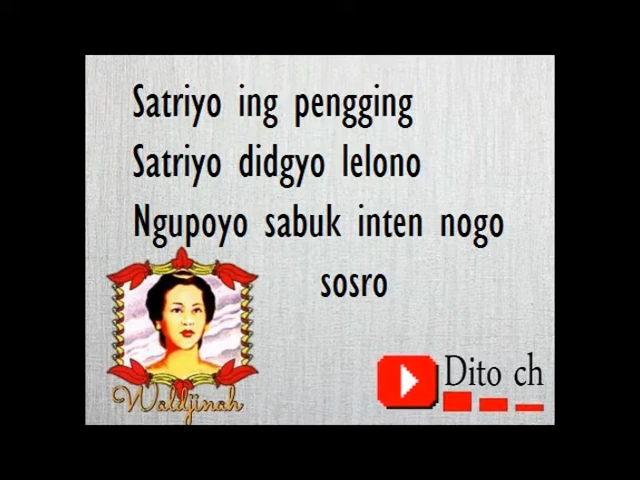 Satriyo ing pengging
Satriyo didgyo lelono
Ngupoyo sabuk inten nogo
sosro
Waldjinah
Dito ch